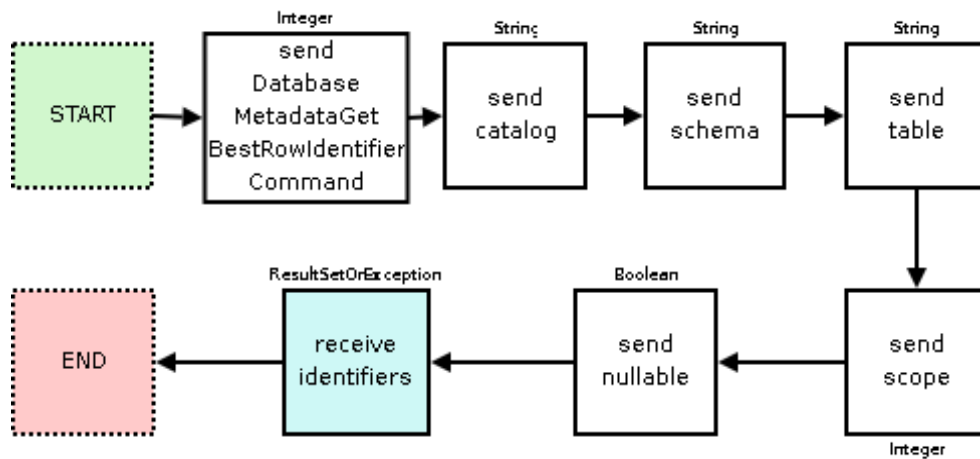 Integer
String
String
String
START
send
Database
MetadataGet
BestRowIdentifier
Command
send
catalog
send
schema
send
table
ResultSetOrException
Boolean
END
receive
identifiers
send
nullable
send
scope
Integer